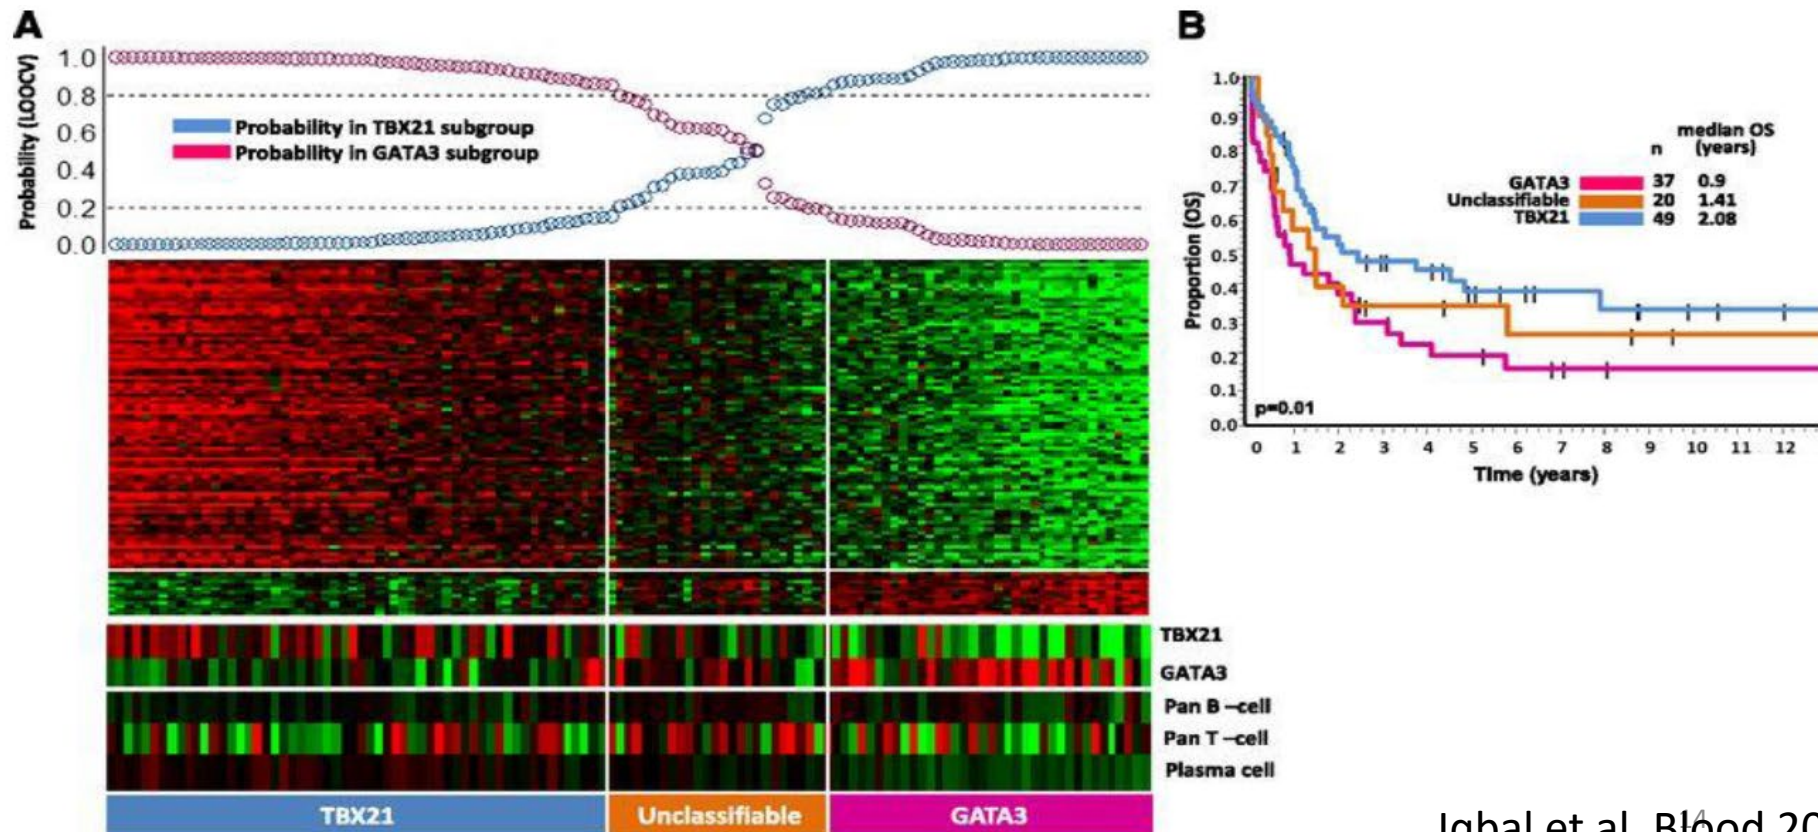 A
Probability (LOOCV)
1.0
0.8
0.6
0.4
0.2
0.0
Probability in TBX21 subgroup
Probability in GATA3 subgroup
TBX21
GATA3
Pan B –cell
Pan T –cell
Plasma cell
TBX21
Unclassifiable
GATA3
B
Proportion (OS)
1.0
0.9
0.8
0.7
0.6
0.5
0.4
0.3
0.2
0.1
0.0
median OS
n (years)
GATA3 37 0.9
Unclassifiable 20 1.41
TBX21 49 2.08
p=0.01
0 1 2 3 4 5 6 7 8 9 10 11 12
Time (years)
14
Iqbal et al. Blood 20